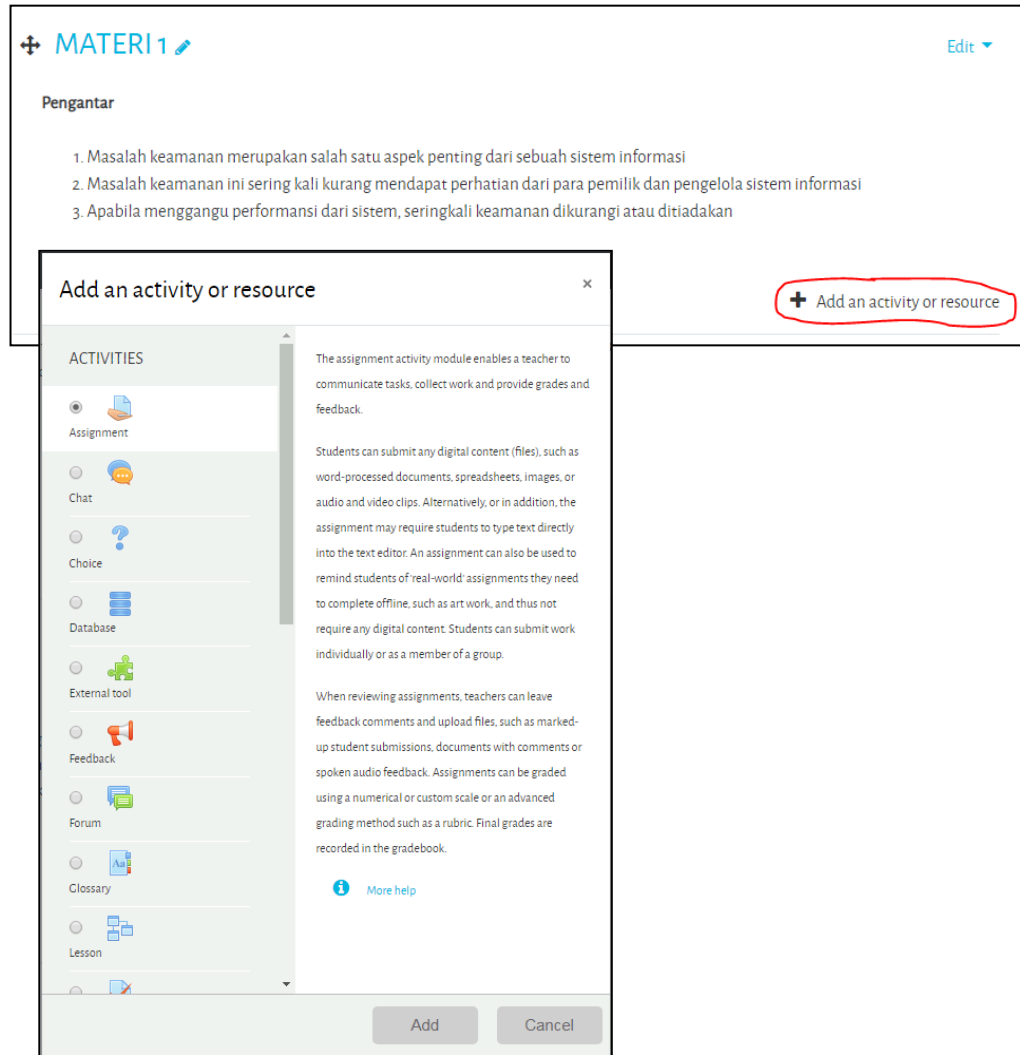 MATERI 1
Edit
Pengantar
1. Masalah keamanan merupakan salah satu aspek penting dari sebuah sistem informasi
2. Masalah keamanan ini sering kali kurang mendapat perhatian dari para pemilik dan pengelola sistem informasi
3. Apabila menggangu performansi dari sistem, seringkali keamanan dikurangi atau ditiadakan
+ Add an activity or resource
Add an activity or resource
×
ACTIVITIES
Assignment
Chat
Choice
Database
External tool
Feedback
Forum
Glossary
Lesson
The assignment activity module enables a teacher to
communicate tasks, collect work and provide grades and
feedback.
Students can submit any digital content (files), such as
word-processed documents, spreadsheets, images, or
audio and video clips. Alternatively, or in addition, the
assignment may require students to type text directly
into the text editor. An assignment can also be used to
remind students of 'real-world' assignments they need
to complete offline, such as art work, and thus not
require any digital content. Students can submit work
individually or as a member of a group.
When reviewing assignments, teachers can leave
feedback comments and upload files, such as marked-
up student submissions, documents with comments or
spoken audio feedback. Assignments can be graded
using a numerical or custom scale or an advanced
grading method such as a rubric. Final grades are
recorded in the gradebook.
More help
Add
Cancel